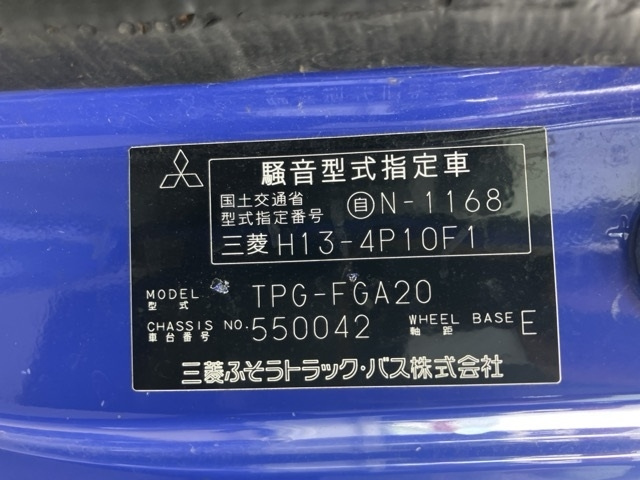 騒音型式指定車
国土交通省
型式指定番号 自N-1168
三菱 H13-4P10F1
MODEL
型式 TPG-FGA20
CHASSIS NO.
車台番号 550042 WHEEL BASE
軸距 E
三菱ふそうトラック・バス株式会社